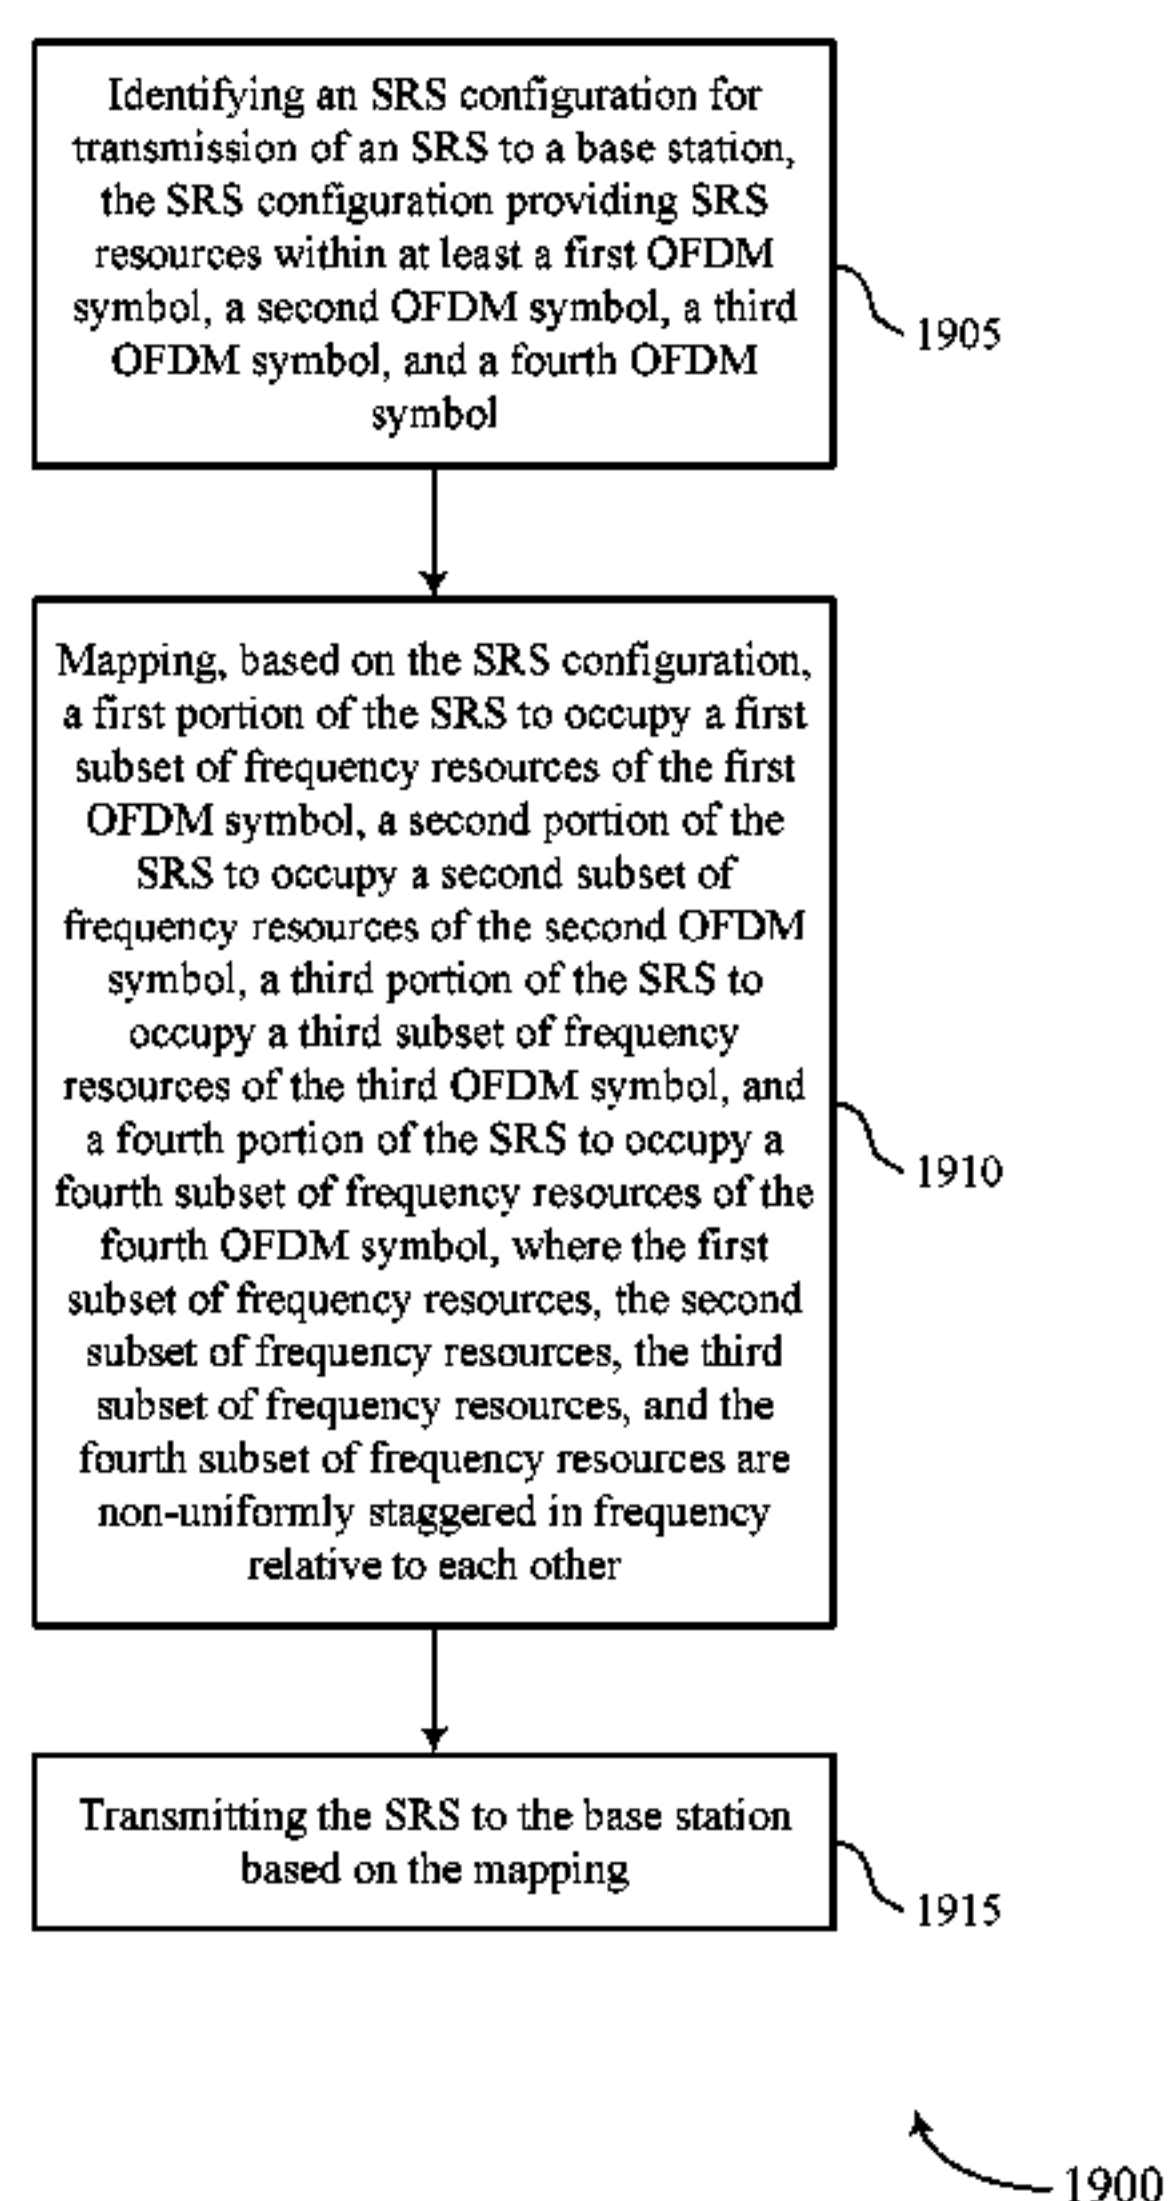 Identifying an SRS configuration for
transmission of an SRS to a base station,
the SRS configuration providing SRS
resources within at least a first OFDM
symbol, a second OFDM symbol, a third
OFDM symbol, and a fourth OFDM
symbol
1905
Mapping, based on the SRS configuration,
a first portion of the SRS to occupy a first
subset of frequency resources of the first
OFDM symbol, a second portion of the
SRS to occupy a second subset of
frequency resources of the second OFDM
symbol, a third portion of the SRS to
occupy a third subset of frequency
resources of the third OFDM symbol, and
a fourth portion of the SRS to occupy a
fourth subset of frequency resources of the
fourth OFDM symbol, where the first
subset of frequency resources, the second
subset of frequency resources, the third
subset of frequency resources, and the
fourth subset of frequency resources are
non-uniformly staggered in frequency
relative to each other
1910
Transmitting the SRS to the base station
based on the mapping
1915
1900